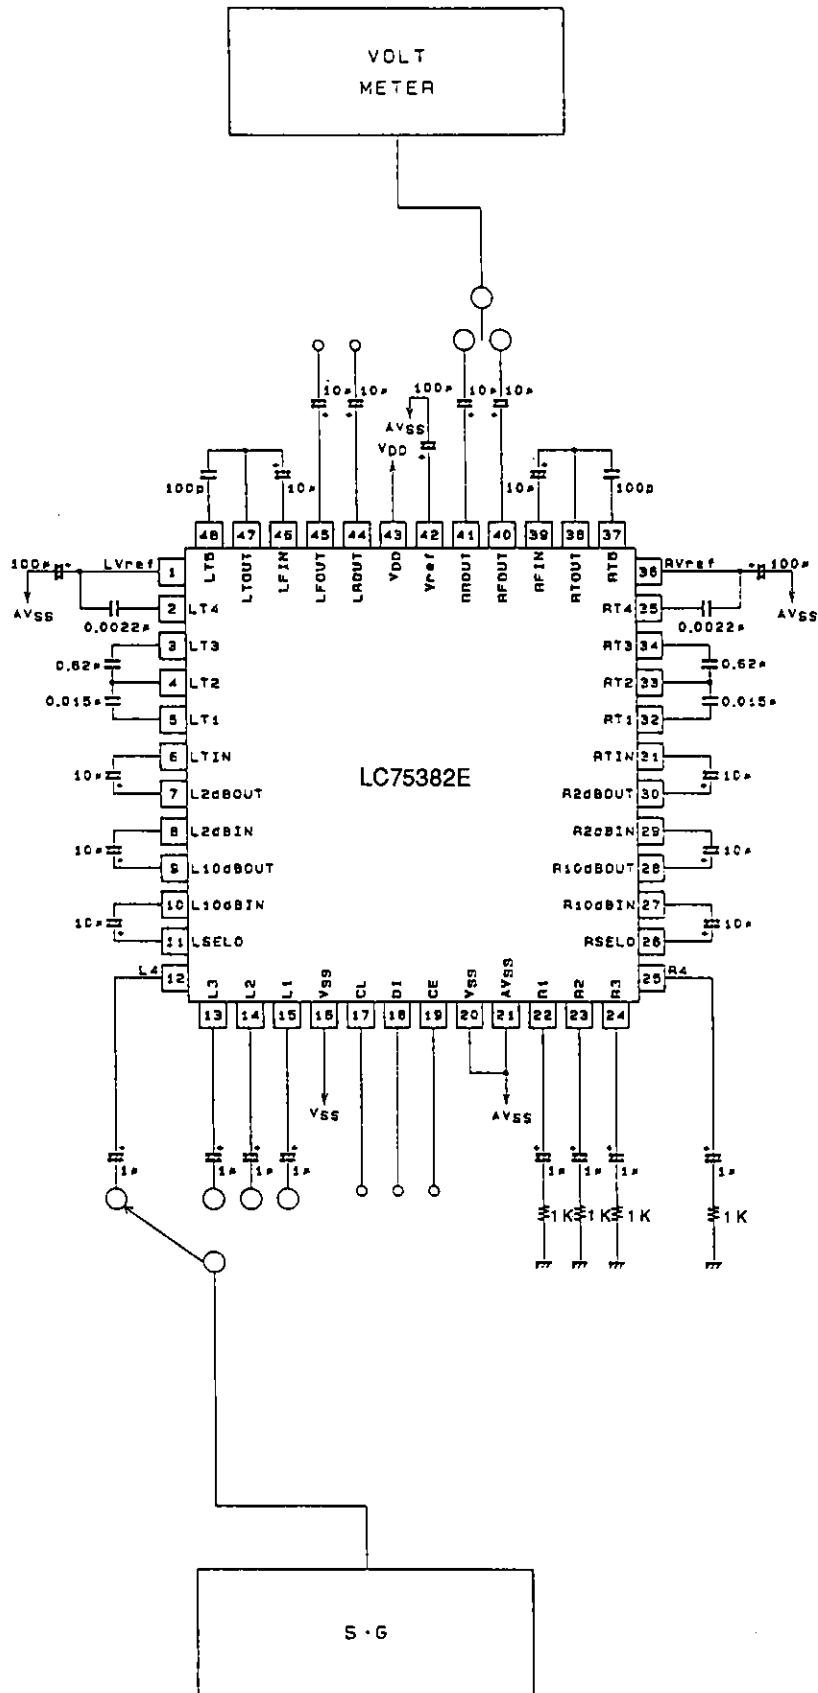 VOLT
METER
10µ 10µ 100µ 10µ 10µ
AVSS
VDD
100p 10µ 10µ 100p
48 47 46 45 44 43 42 41 40 39 38 37
LT5 LTOUT LFIN LFOUT LROUT VDD Vref RROUT RFOUT RFIN RTOUT RT5
100µ LVref 1 36 RVref 100µ
AVSS 2 LT4 RT4 35 AVSS
0.0022µ 0.0022µ
3 LT3 RT3 34
0.62µ 0.62µ
4 LT2 RT2 33
0.015µ 0.015µ
5 LT1 RT1 32
6 LTIN RTIN 31
10µ LC75382E 10µ
7 L2dBOUT R2dBOUT 30
8 L2dBIN R2dBIN 29
10µ 10µ
9 L10dBOUT R10dBOUT 28
10 L10dBIN R10dBIN 27
10µ 10µ
11 LSELO RSELO 26
L4 12 25 R4
L3 L2 L1 VSS CL DI CE VSS AVSS R1 R2 R3
13 14 15 16 17 18 19 20 21 22 23 24
VSS AVSS
1µ 1µ 1µ 1µ 1µ 1µ 1µ 1µ
1K 1K 1K 1K
S·G